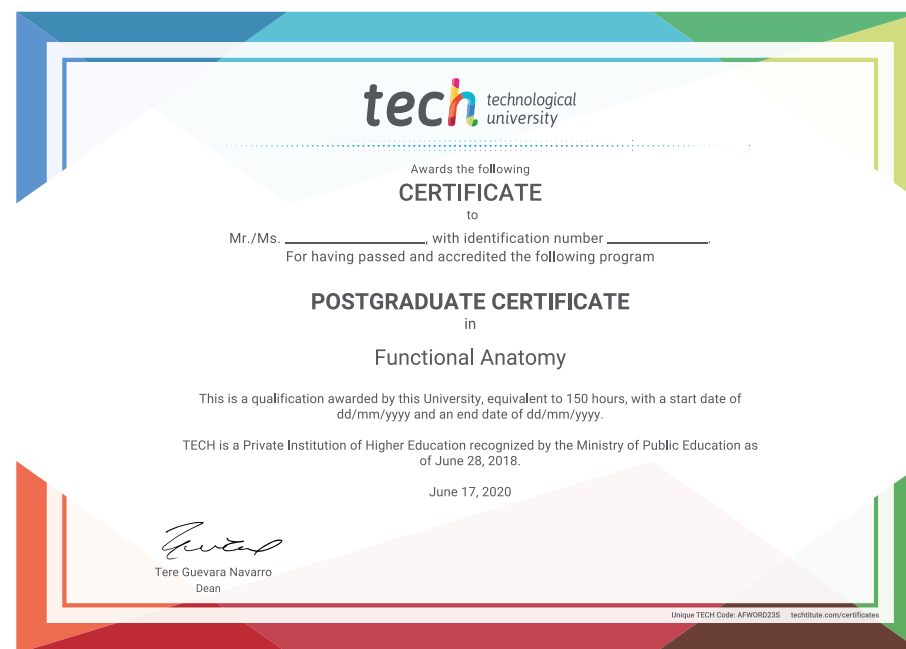 tech technological
university
Awards the following
CERTIFICATE
to
Mr./Ms. ____________________, with identification number ______________.
For having passed and accredited the following program
POSTGRADUATE CERTIFICATE
in
Functional Anatomy
This is a qualification awarded by this University, equivalent to 150 hours, with a start date of
dd/mm/yyyy and an end date of dd/mm/yyyy.
TECH is a Private Institution of Higher Education recognized by the Ministry of Public Education as
of June 28, 2018.
June 17, 2020
Tere Guevara Navarro
Dean
Unique TECH Code: AFWORD23S techtitute.com/certificates